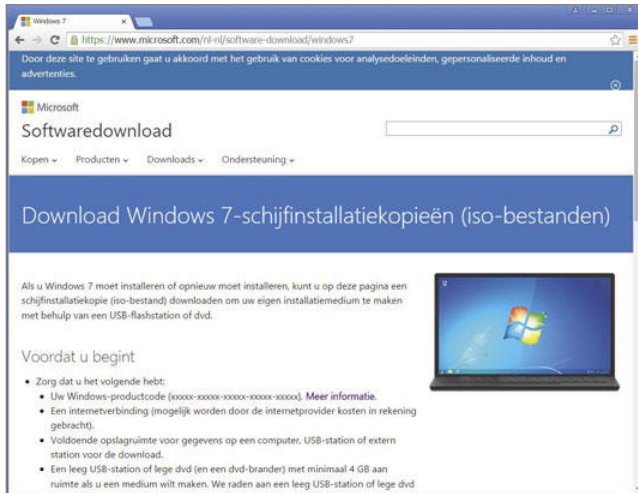 Windows 7
https://www.microsoft.com/nl-nl/software-download/windows7
Door deze site te gebruiken gaat u akkoord met het gebruik van cookies voor analysedoeleinden, gepersonaliseerde inhoud en
advertenties.
Microsoft
Softwaredownload
Kopen Producten Downloads Ondersteuning
Download Windows 7-schijfinstallatiekopieën (iso-bestanden)
Als u Windows 7 moet installeren of opnieuw moet installeren, kunt u op deze pagina een
schijfinstallatiekopie (iso-bestand) downloaden om uw eigen installatiemedium te maken
met behulp van een USB-flashstation of dvd.
Voordat u begint
• Zorg dat u het volgende hebt:
• Uw Windows-productcode (xxxxx-xxxxx-xxxxx-xxxxx-xxxxx). Meer informatie.
• Een internetverbinding (mogelijk worden door de internetprovider kosten in rekening
gebracht).
• Voldoende opslagruimte voor gegevens op een computer, USB-station of extern
station voor de download.
• Een leeg USB-station of lege dvd (en een dvd-brander) met minimaal 4 GB aan
ruimte als u een medium wilt maken. We raden aan een leeg USB-station of lege dvd